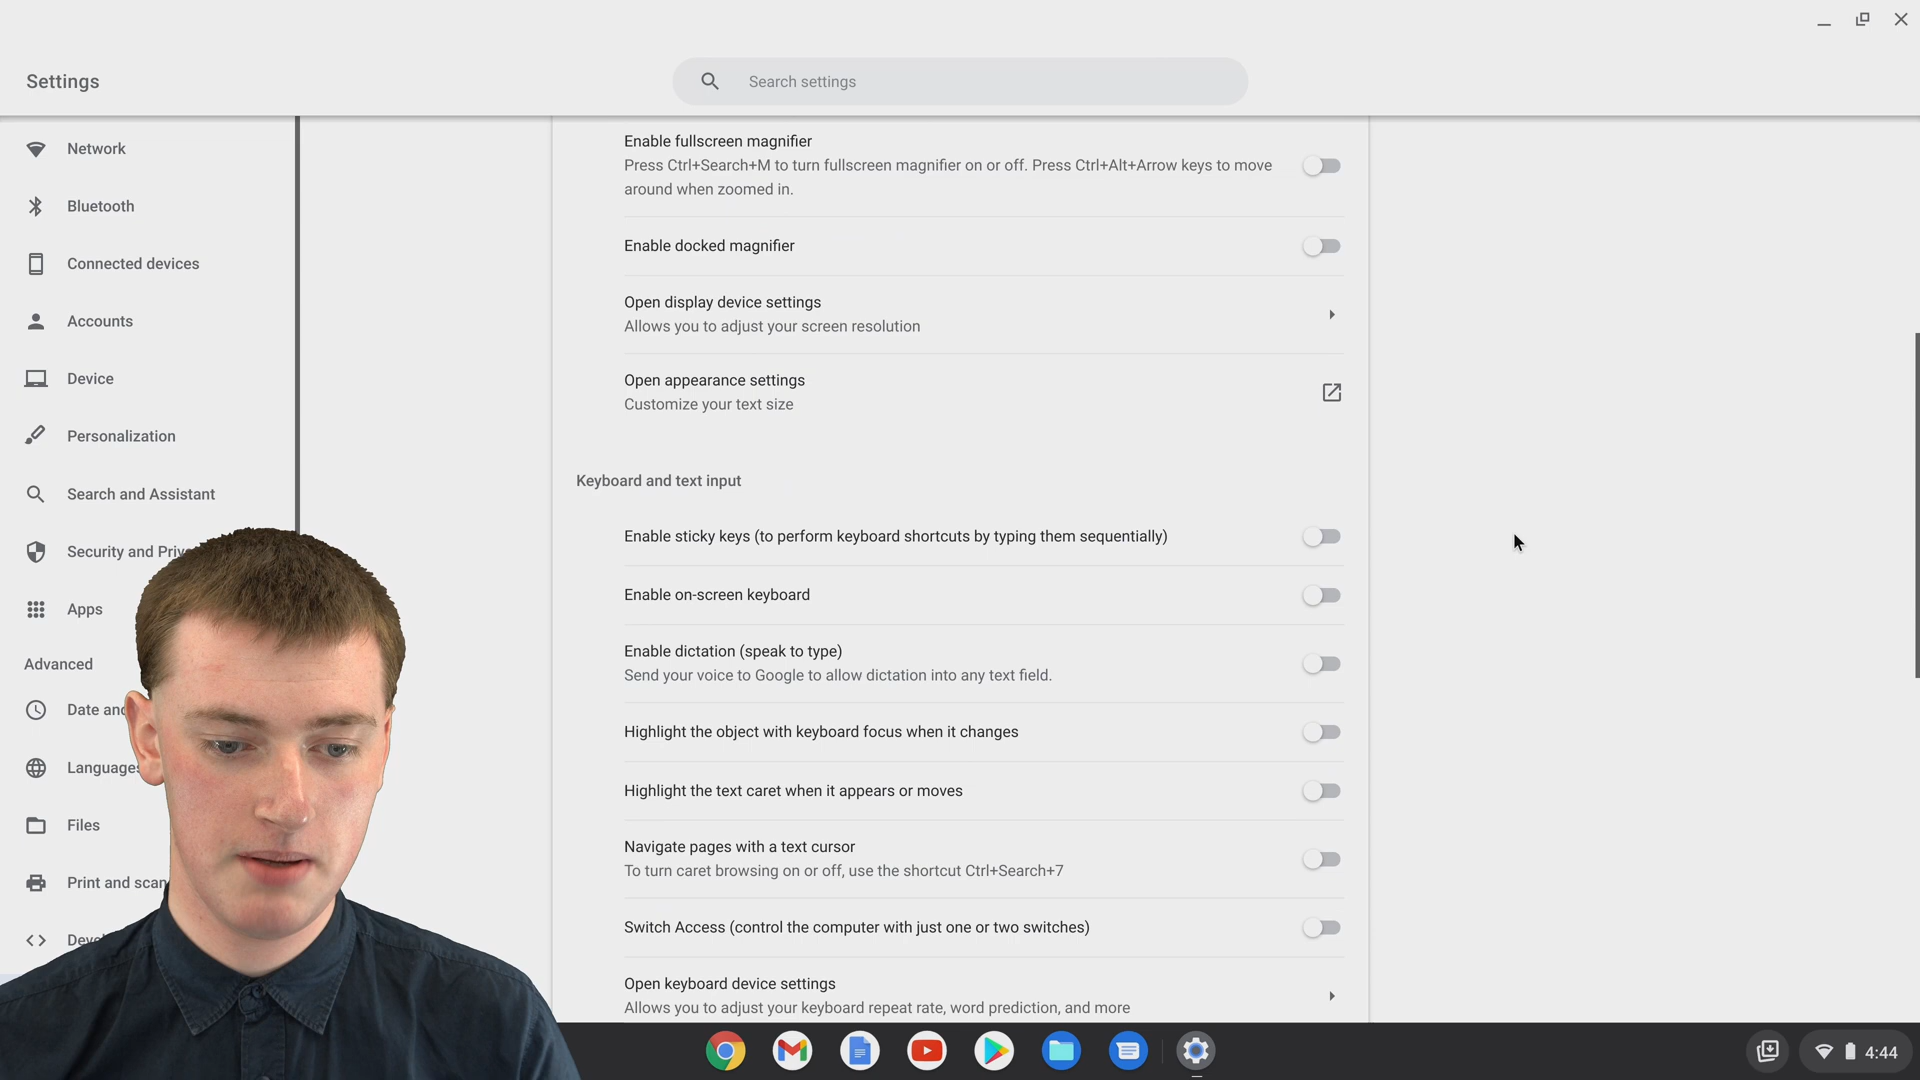 Settings
Search settings
Network
Bluetooth
Connected devices
Accounts
Device
Personalization
Search and Assistant
Security and Priv
Apps
Advanced
Date and
Languages
Files
Print and scan
Deve
Enable fullscreen magnifier
Press Ctrl+Search+M to turn fullscreen magnifier on or off. Press Ctrl+Alt+Arrow keys to move
around when zoomed in.
Enable docked magnifier
Open display device settings
Allows you to adjust your screen resolution
Open appearance settings
Customize your text size
Keyboard and text input
Enable sticky keys (to perform keyboard shortcuts by typing them sequentially)
Enable on-screen keyboard
Enable dictation (speak to type)
Send your voice to Google to allow dictation into any text field.
Highlight the object with keyboard focus when it changes
Highlight the text caret when it appears or moves
Navigate pages with a text cursor
To turn caret browsing on or off, use the shortcut Ctrl+Search+7
Switch Access (control the computer with just one or two switches)
Open keyboard device settings
Allows you to adjust your keyboard repeat rate, word prediction, and more
4:44